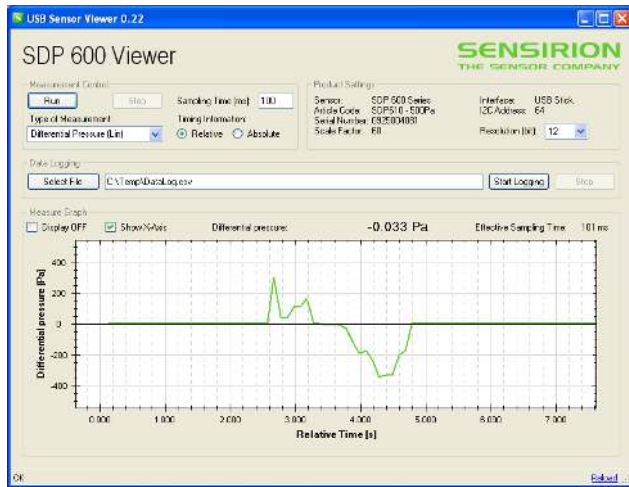 USB Sensor Viewer 0.22
SDP 600 Viewer
SENSIRION
THE SENSOR COMPANY
Measurement Control
Run Stop Sampling Time [ms] 100
Type of Measurement Timing Information:
Differential Pressure (Lin) Relative Absolute
Product Settings
Sensor: SDP 600 Series Interface: USB Stick
Article Code: SDP510 - 500Pa I2C Address: 64
Serial Number: 0825004081
Scale Factor: 60 Resolution [bit]: 12
Data Logging
Select File C:\Temp\DataLog.csv Start Logging Stop
Measure Graph
Display OFF Show X-Axis Differential pressure: -0.033 Pa Effective Sampling Time: 101 ms
Differential pressure [Pa]
400
200
0
-200
-400
0.000 1.000 2.000 3.000 4.000 5.000 6.000 7.000
Relative Time [s]
OK Reload